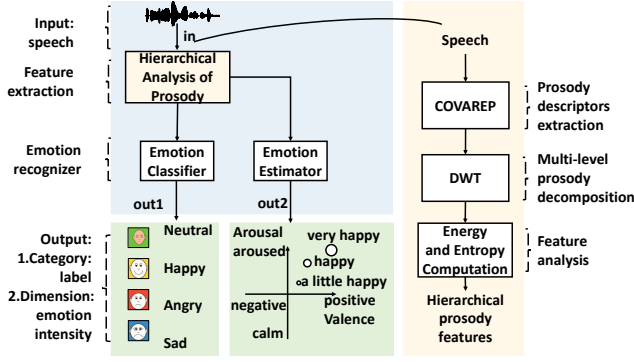 Input:
speech
in
Speech
Feature
extraction
Hierarchical
Analysis of
Prosody
COVAREP
Prosody
descriptors
extraction
Emotion
recognizer
Emotion
Classifier
Emotion
Estimator
DWT
Multi-level
prosody
decomposition
out1
out2
Output:
1.Category:
label
2.Dimension:
emotion
intensity
Neutral
Happy
Angry
Sad
Arousal
aroused
very happy
happy
a little happy
negative
positive
Valence
calm
Energy
and Entropy
Computation
Feature
analysis
Hierarchical
prosody
features